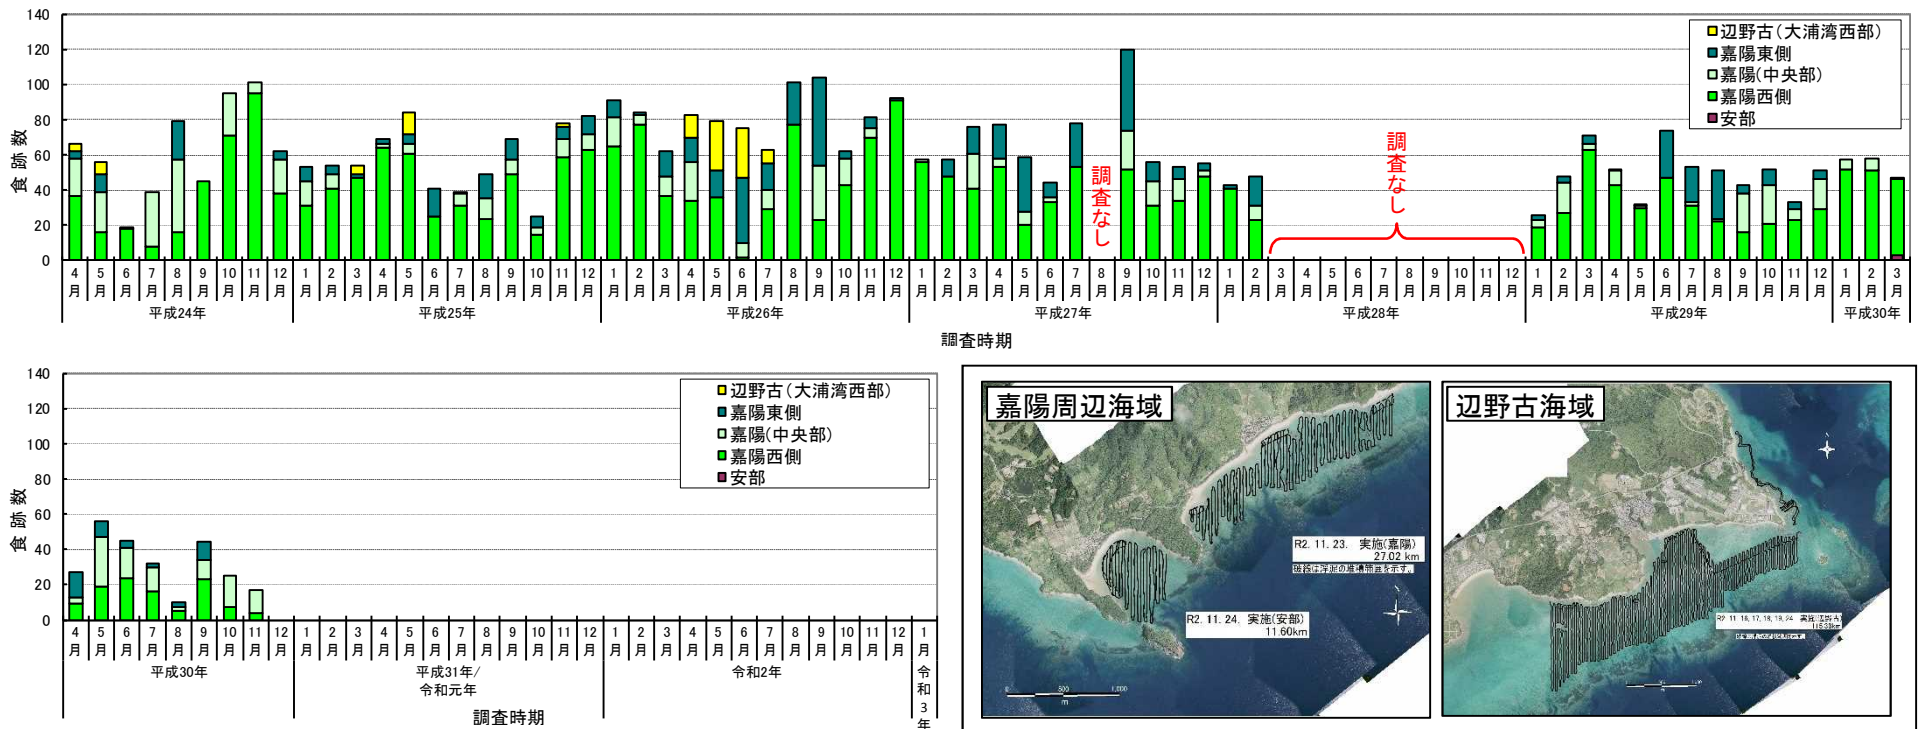 140
120
100
80
60
40
20
0
食跡数
辺野古(大浦湾西部)
嘉陽東側
嘉陽(中央部)
嘉陽西側
安部
調査なし
調査なし
4月 5月 6月 7月 8月 9月 10月 11月 12月 1月 2月 3月 4月 5月 6月 7月 8月 9月 10月 11月 12月 1月 2月 3月 4月 5月 6月 7月 8月 9月 10月 11月 12月 1月 2月 3月 4月 5月 6月 7月 8月 9月 10月 11月 12月 1月 2月 3月 4月 5月 6月 7月 8月 9月 10月 11月 12月 1月 2月 3月 4月 5月 6月 7月 8月 9月 10月 11月 12月 1月 2月 3月
平成24年 平成25年 平成26年 平成27年 平成28年 平成29年 平成30年
調査時期
140
120
100
80
60
40
20
0
食跡数
辺野古(大浦湾西部)
嘉陽東側
嘉陽(中央部)
嘉陽西側
安部
4月 5月 6月 7月 8月 9月 10月 11月 12月 1月 2月 3月 4月 5月 6月 7月 8月 9月 10月 11月 12月 1月 2月 3月 4月 5月 6月 7月 8月 9月 10月 11月 12月 1月
平成30年 平成31年/ 令和2年 令和3年
令和元年
調査時期
嘉陽周辺海域
R2.11.23. 実施(嘉陽)
27.02 km
R2.11.24. 実施(安部)
11.60km
0 500 1,000
m
辺野古海域
R2.11.16, 17, 18, 19, 24 実施(辺野古)